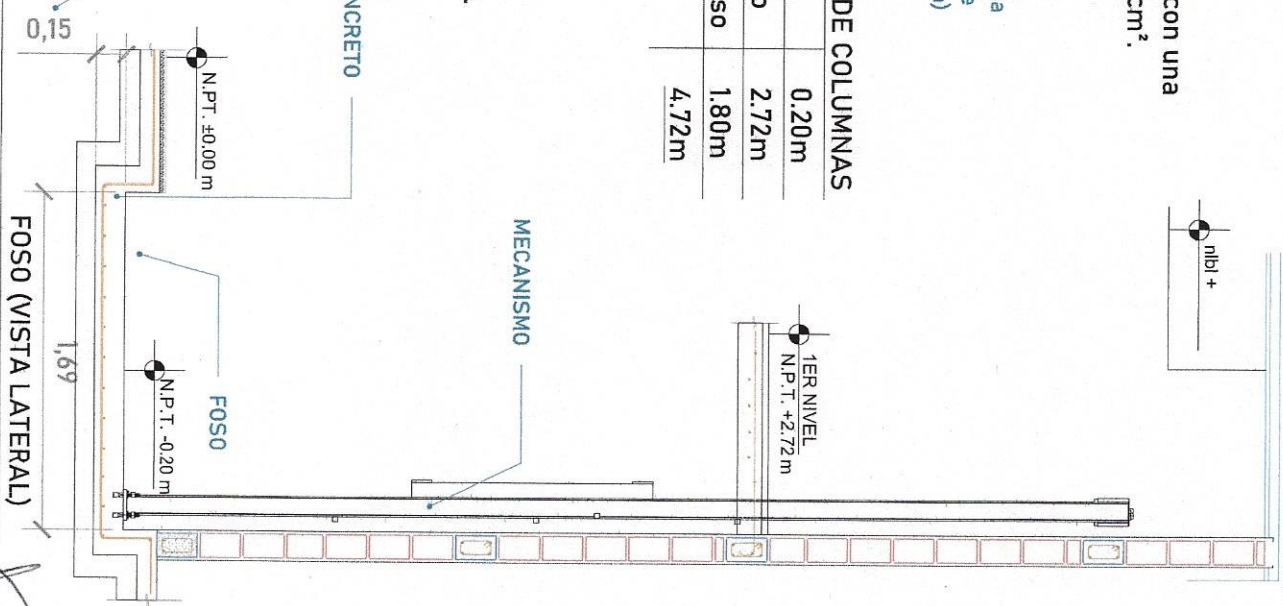 con una
cm².
a
e
)
DE COLUMNAS
0.20m
o 2.72m
so 1.80m
4.72m
nlbl +
NCRETO
MECANISMO
1ER NIVEL
N.P.T. +2.72 m
0,15
N.PT. ±0.00 m
FOSO
N.P.T. -0.20 m
1,69
FOSO (VISTA LATERAL)